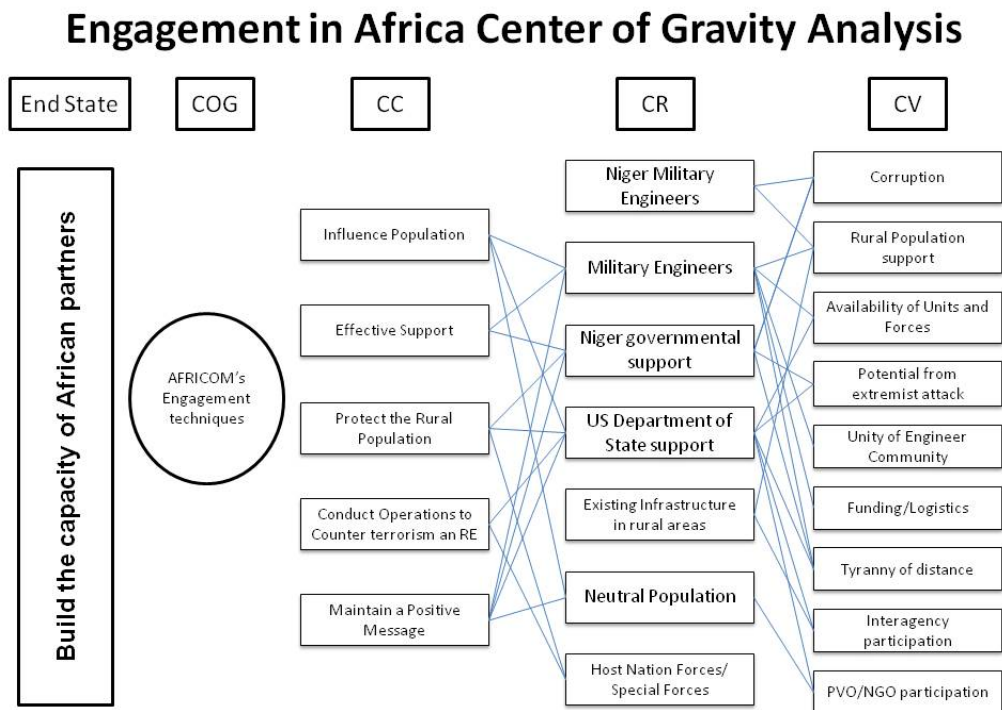 Engagement in Africa Center of Gravity Analysis
End State
COG
CC
CR
CV
Build the capacity of African partners
AFRICOM's
Engagement
techniques
Influence Population
Effective Support
Protect the Rural
Population
Conduct Operations to
Counter terrorism an RE
Maintain a Positive
Message
Niger Military
Engineers
Military Engineers
Niger governmental
support
US Department of
State support
Existing Infrastructure
in rural areas
Neutral Population
Host Nation Forces/
Special Forces
Corruption
Rural Population
support
Availability of Units and
Forces
Potential from
extremist attack
Unity of Engineer
Community
Funding/Logistics
Tyranny of distance
Interagency
participation
PVO/NGO participation